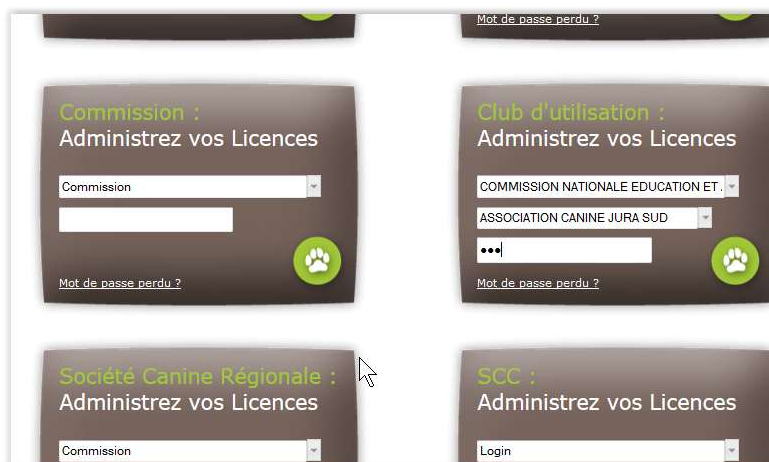 Mot de passe perdu ?
Commission :
Administrez vos Licences
Commission
Mot de passe perdu ?
Club d'utilisation :
Administrez vos Licences
COMMISSION NATIONALE EDUCATION ET .
ASSOCIATION CANINE JURA SUD
•••
Mot de passe perdu ?
Société Canine Régionale :
Administrez vos Licences
Commission
SCC :
Administrez vos Licences
Login